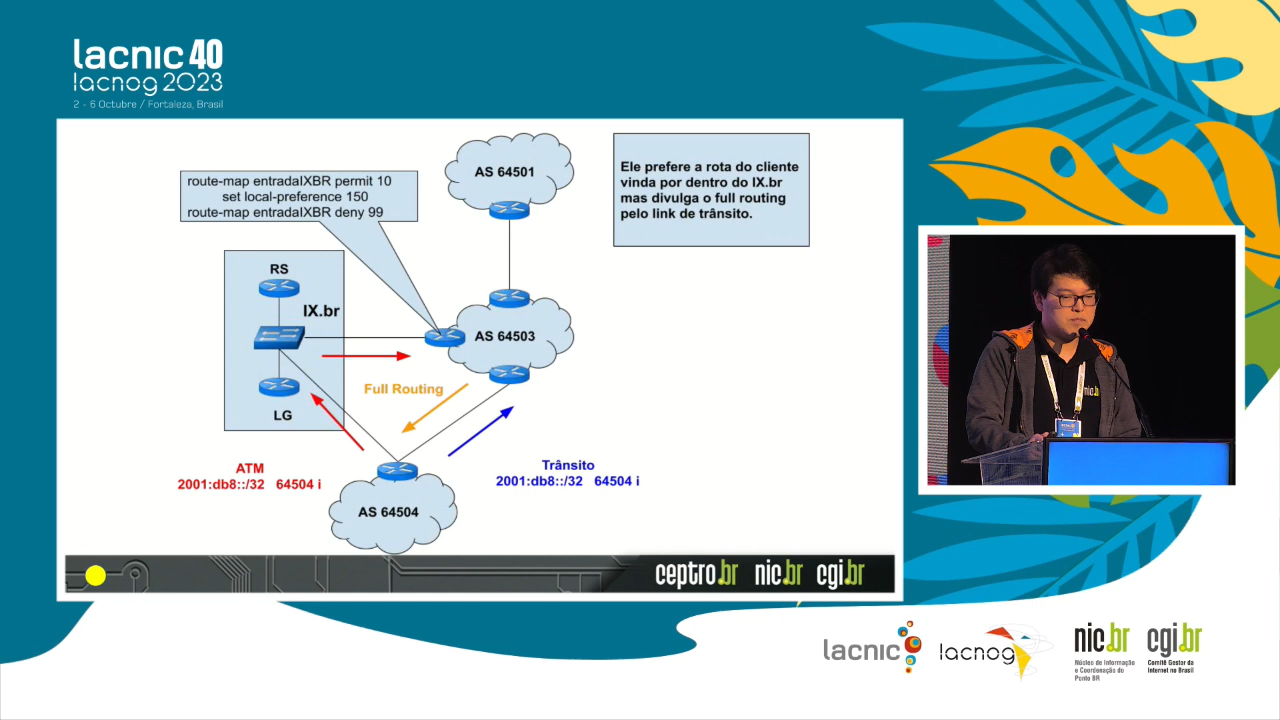 lacnic 40
lacnog 2023
2 - 6 Octubre / Fortaleza, Brasil
route-map entradaIXBR permit 10
set local-preference 150
route-map entradaIXBR deny 99
AS 64501
Ele prefere a rota do cliente
vinda por dentro do IX.br
mas divulga o full routing
pelo link de trânsito.
RS
IX.br
LG
AS 64503
Full Routing
ATM
2001:db8::/32 64504 i
Trânsito
2001:db8::/32 64504 i
AS 64504
ceptro.br nic.br cgi.br
nic.br
lacnic
lacnog
nic.br
Núcleo de Informação
e Coordenação do
Ponto BR
cgi.br
Comitê Gestor da
Internet no Brasil